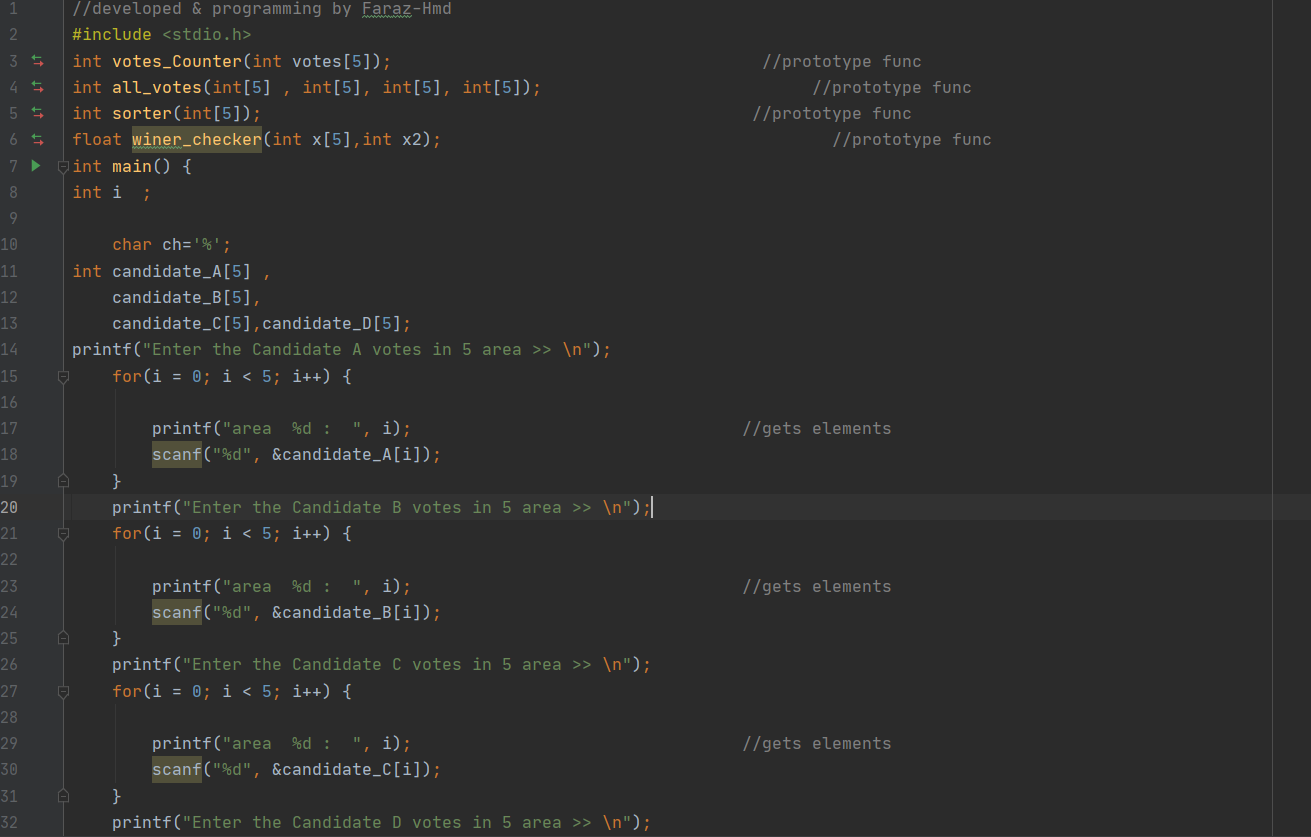 1 //developed & programming by Faraz-Hmd
2 #include <stdio.h>
3 int votes_Counter(int votes[5]); //prototype func
4 int all_votes(int[5] , int[5], int[5], int[5]); //prototype func
5 int sorter(int[5]); //prototype func
6 float winer_checker(int x[5],int x2); //prototype func
7 int main() {
8 int i  ;
9
10     char ch='%';
11 int candidate_A[5] ,
12     candidate_B[5],
13     candidate_C[5],candidate_D[5];
14 printf("Enter the Candidate A votes in 5 area >> \n");
15     for(i = 0; i < 5; i++) {
16
17         printf("area  %d :  ", i); //gets elements
18         scanf("%d", &candidate_A[i]);
19     }
20     printf("Enter the Candidate B votes in 5 area >> \n");
21     for(i = 0; i < 5; i++) {
22
23         printf("area  %d :  ", i); //gets elements
24         scanf("%d", &candidate_B[i]);
25     }
26     printf("Enter the Candidate C votes in 5 area >> \n");
27     for(i = 0; i < 5; i++) {
28
29         printf("area  %d :  ", i); //gets elements
30         scanf("%d", &candidate_C[i]);
31     }
32     printf("Enter the Candidate D votes in 5 area >> \n");